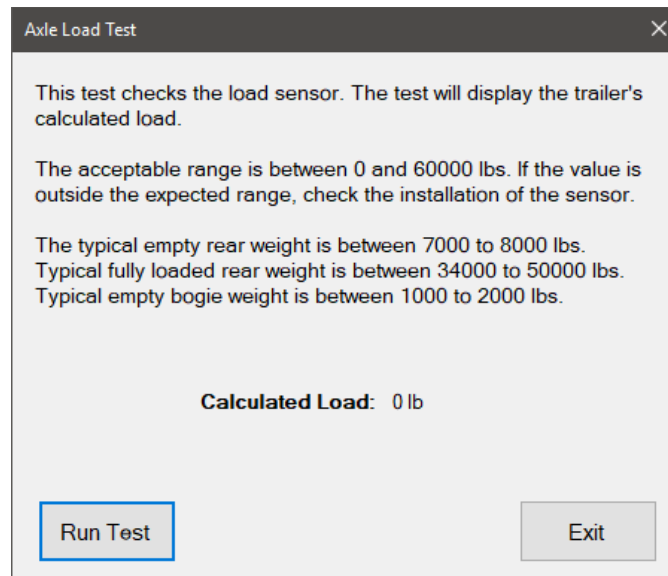 Axle Load Test
This test checks the load sensor. The test will display the trailer's
calculated load.
The acceptable range is between 0 and 60000 lbs. If the value is
outside the expected range, check the installation of the sensor.
The typical empty rear weight is between 7000 to 8000 lbs.
Typical fully loaded rear weight is between 34000 to 50000 lbs.
Typical empty bogie weight is between 1000 to 2000 lbs.
Calculated Load: 0 lb
Run Test
Exit